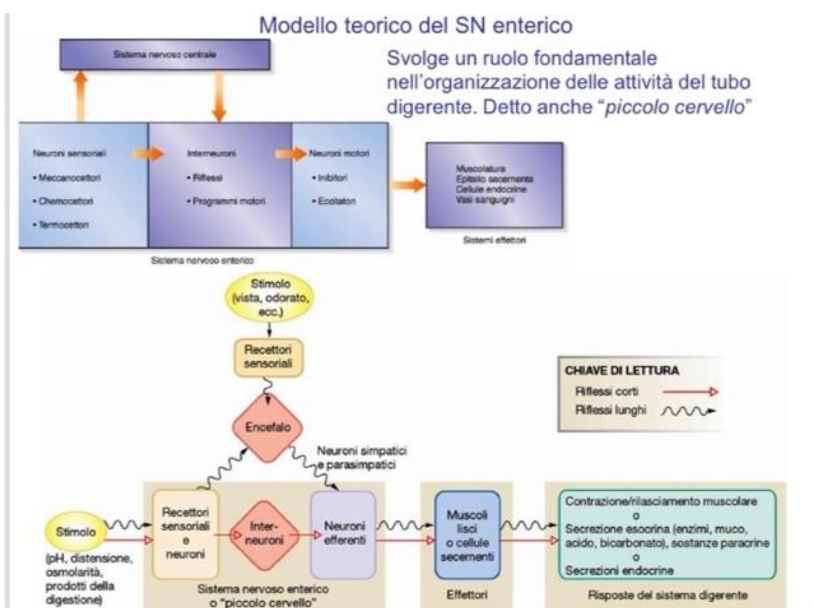 Modello teorico del SN enterico
Svolge un ruolo fondamentale
nell'organizzazione delle attività del tubo
digerente. Detto anche "piccolo cervello"
Sistema nervoso centrale
Neuroni sensoriali
• Meccanocettori
• Chemocettori
• Termocettori
Interneuroni
• Riflessi
• Programmi motori
Neuroni motori
• Inibitori
• Eccitatori
Muscolatura
Epitelio secernente
Cellule endocrine
Vasi sanguigni
Sistemi effettori
Sistema nervoso enterico
Stimolo
(vista, odorato,
ecc.)
Recettori
sensoriali
Encefalo
Neuroni simpatici
e parasimpatici
CHIAVE DI LETTURA
Riflessi corti
Riflessi lunghi
Stimolo
(pH, distensione,
osmolarità,
prodotti della
digestione)
Recettori
sensoriali
e
neuroni
Inter-
neuroni
Neuroni
efferenti
Sistema nervoso enterico
o "piccolo cervello"
Muscoli
lisci
o cellule
secernenti
Effettori
Contrazione/rilasciamento muscolare
o
Secrezione esocrina (enzimi, muco,
acido, bicarbonato), sostanze paracrine
o
Secrezioni endocrine
Risposte del sistema digerente